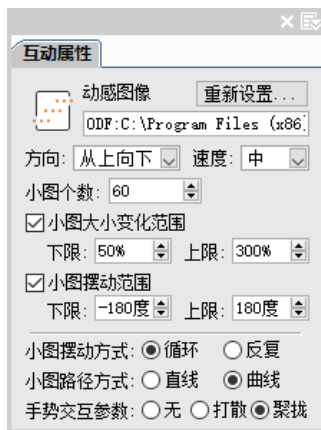 互动属性
动感图像 重新设置...
ODF:C:\Program Files (x86)
方向: 从上向下 速度: 中
小图个数: 60
小图大小变化范围
下限: 50% 上限: 300%
小图摆动范围
下限: -180度 上限: 180度
小图摆动方式: 循环 反复
小图路径方式: 直线 曲线
手势交互参数: 无 打散 聚拢